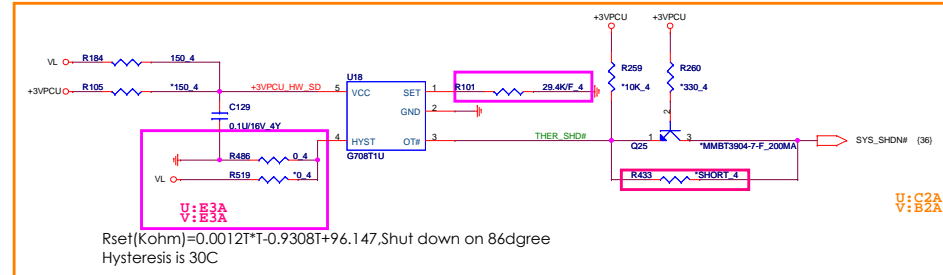 +3VPCU
+3VPCU
VL
R184
150_4
+3VPCU
R105
*150_4
+3VPCU_HW_SD
5
U18
VCC
SET
1
R101
29.4K/F_4
GND
2
C129
0.1U/16V_4Y
4
HYST
OT#
3
G708T1U
THER_SHD#
R259
*10K_4
R260
*330_4
2
1
3
Q25
*MMBT3904-7-F_200MA
SYS_SHDN# {36}
R486
0_4
VL
R519
*0_4
R433
*SHORT_4
U:E3A
V:E3A
U:C2A
V:B2A
Rset(Kohm)=0.0012T*T-0.9308T+96.147,Shut down on 86dgree
Hysteresis is 30C